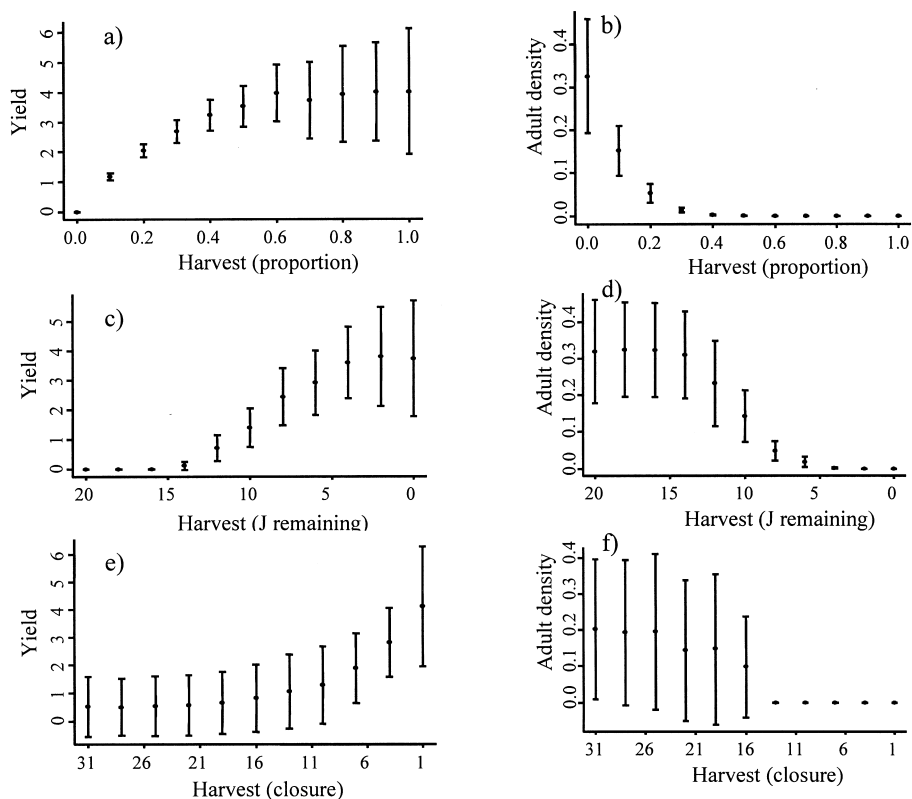 a)
Yield
6
5
4
3
2
1
0
0.0 0.2 0.4 0.6 0.8 1.0
Harvest (proportion)
b)
Adult density
0.4
0.3
0.2
0.1
0.0
0.0 0.2 0.4 0.6 0.8 1.0
Harvest (proportion)
c)
Yield
5
4
3
2
1
0
20 15 10 5 0
Harvest (J remaining)
d)
Adult density
0.4
0.3
0.2
0.1
0.0
20 15 10 5 0
Harvest (J remaining)
e)
Yield
6
5
4
3
2
1
0
31 26 21 16 11 6 1
Harvest (closure)
f)
Adult density
0.4
0.3
0.2
0.1
0.0
31 26 21 16 11 6 1
Harvest (closure)